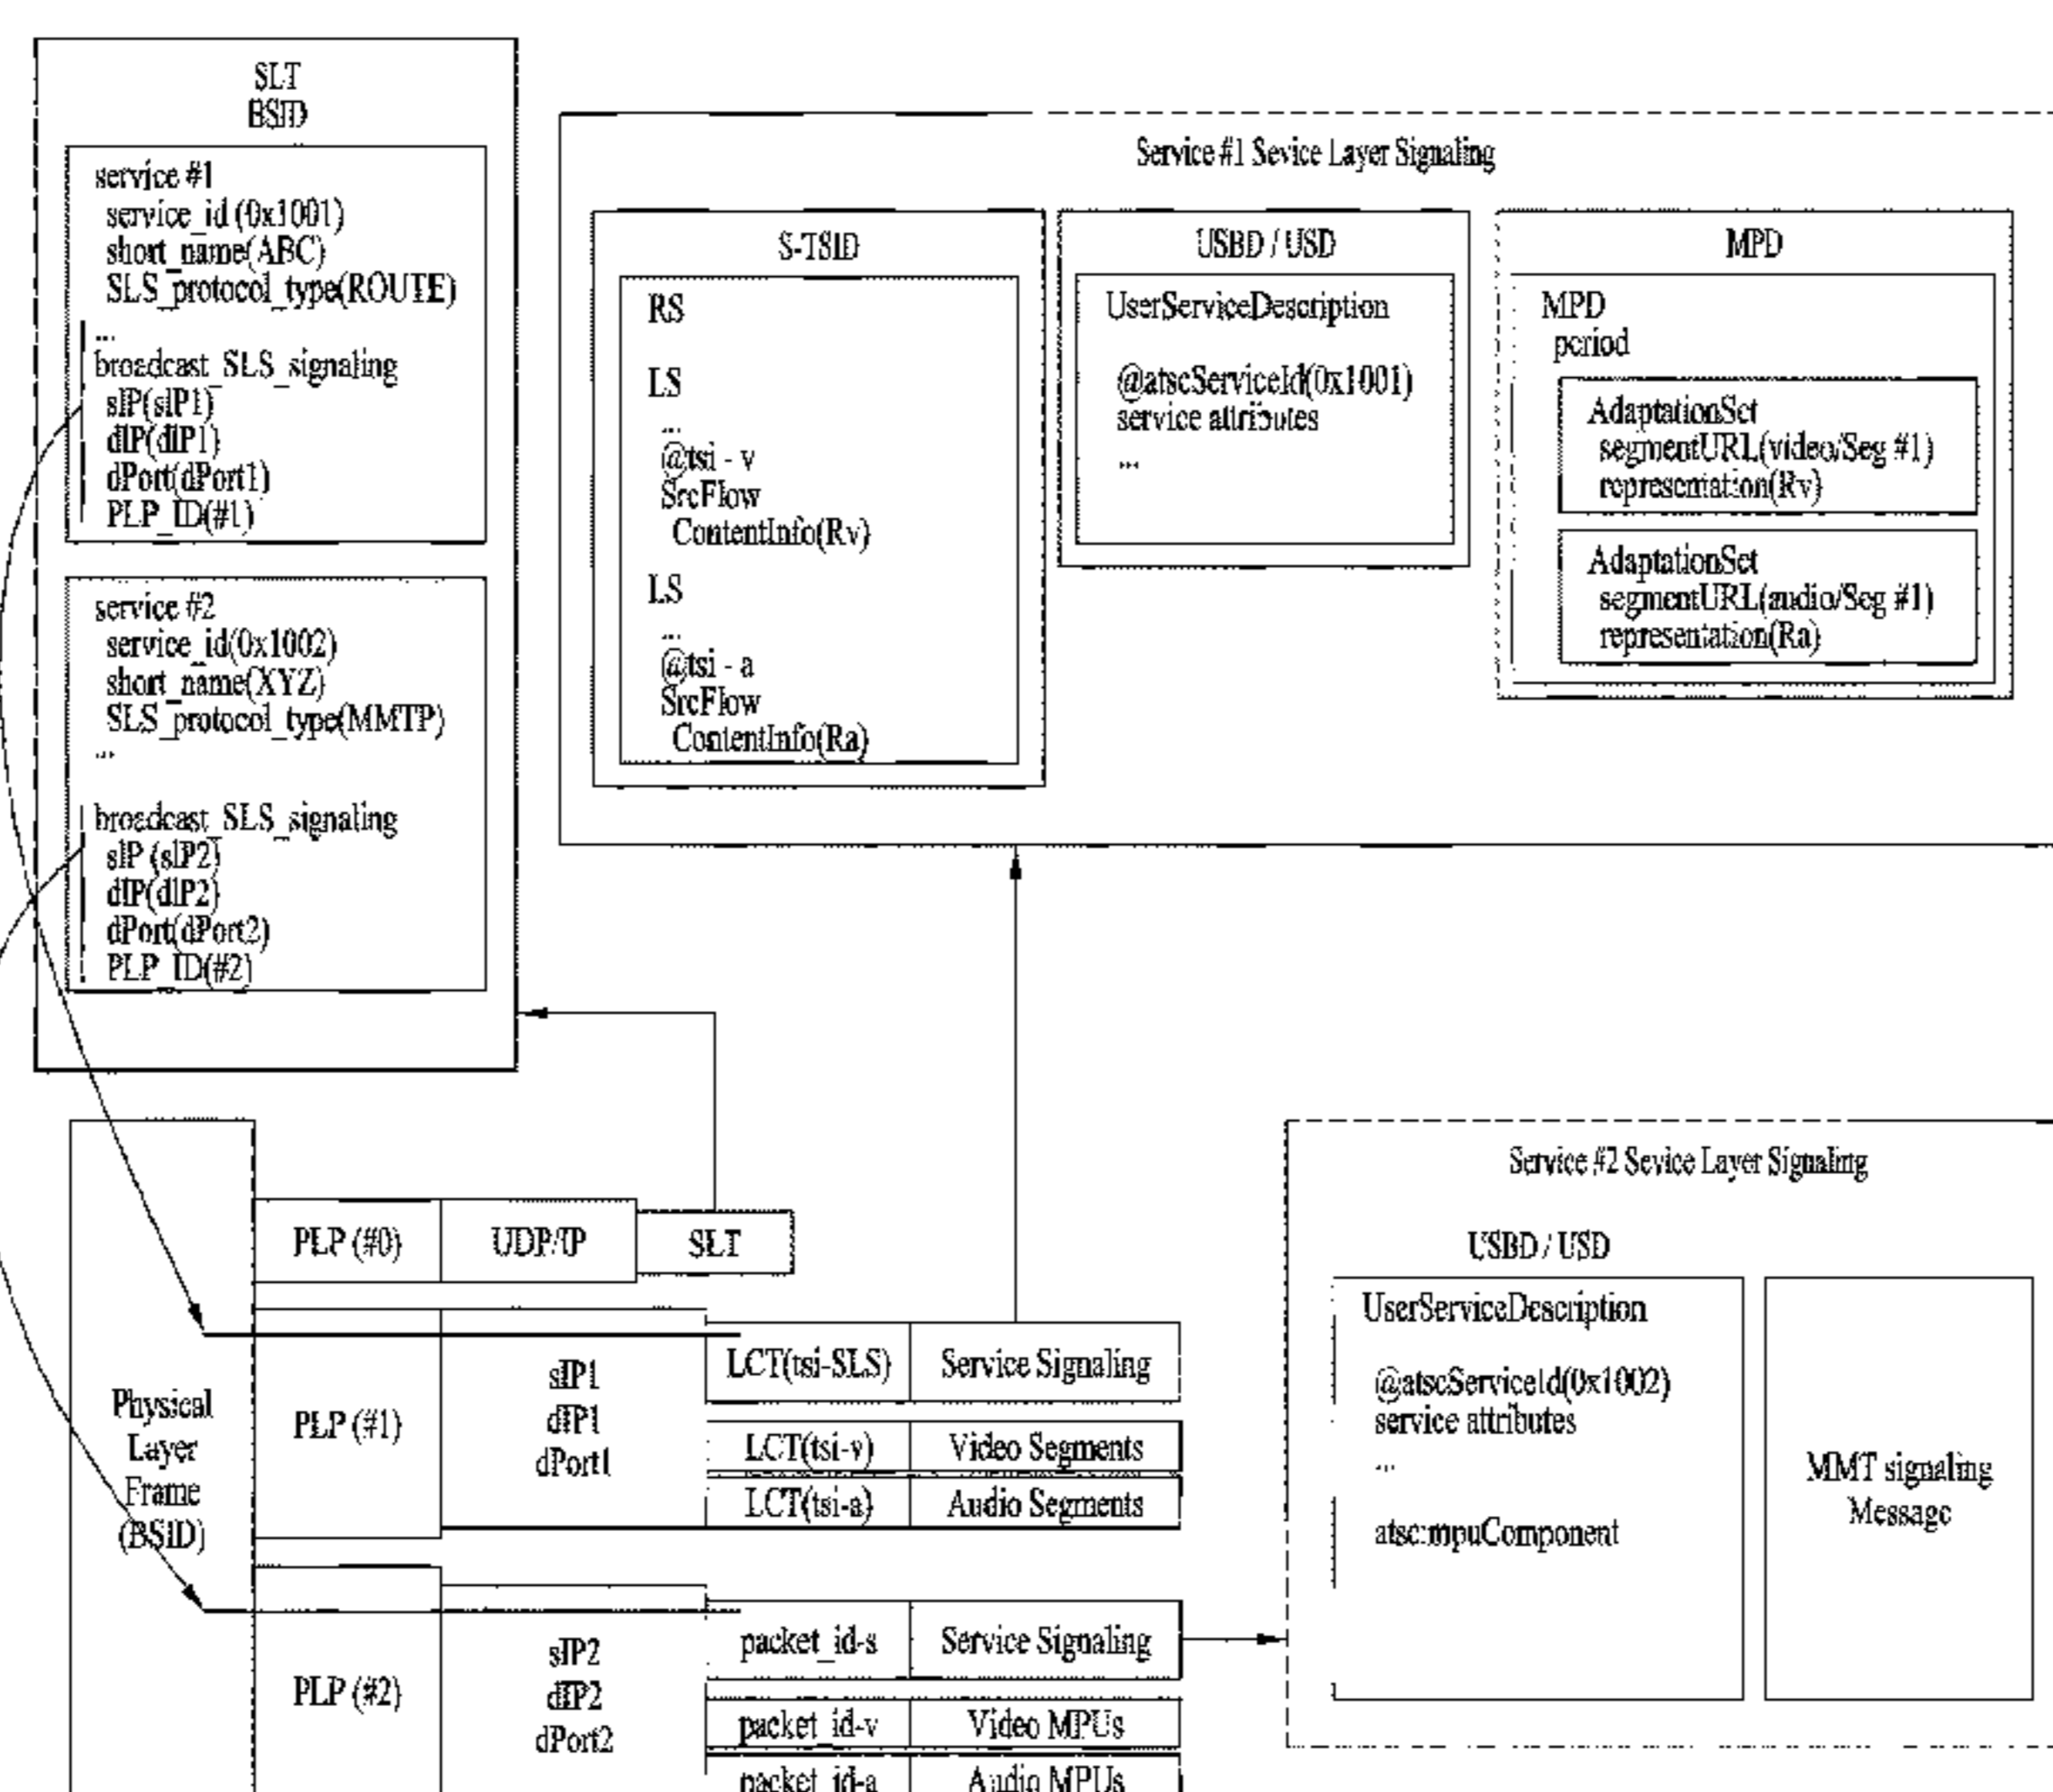 SLT
BSID
service #1
service_id (0x1001)
short_name(ABC)
SLS_protocol_type(ROUTE)
...
broadcast_SLS_signaling
sIP(sIP1)
dIP(dIP1)
dPort(dPort1)
PLP_ID(#1)
service #2
service_id(0x1002)
short_name(XYZ)
SLS_protocol_type(MMTP)
...
broadcast_SLS_signaling
sIP (sIP2)
dIP(dIP2)
dPort(dPort2)
PLP_ID(#2)
Service #1 Sevice Layer Signaling
S-TSID
RS
LS
...
@tsi - v
SrcFlow
ContentInfo(Rv)
LS
...
@tsi - a
SrcFlow
ContentInfo(Ra)
USBD / USD
UserServiceDescription
@atscServiceId(0x1001)
service attributes
...
MPD
MPD
period
AdaptationSet
segmentURL(video/Seg #1)
representation(Rv)
AdaptationSet
segmentURL(audio/Seg #1)
representation(Ra)
Physical
Layer
Frame
(BSID)
PLP (#0)
UDP/IP
SLT
PLP (#1)
sIP1
dIP1
dPort1
LCT(tsi-SLS)
Service Signaling
LCT(tsi-v)
Video Segments
LCT(tsi-a)
Audio Segments
PLP (#2)
sIP2
dIP2
dPort2
packet_id-s
Service Signaling
packet_id-v
Video MPUs
packet_id-a
Audio MPUs
Service #2 Sevice Layer Signaling
USBD / USD
UserServiceDescription
@atscServiceId(0x1002)
service attributes
...
atsc:mpuComponent
MMT signaling
Message